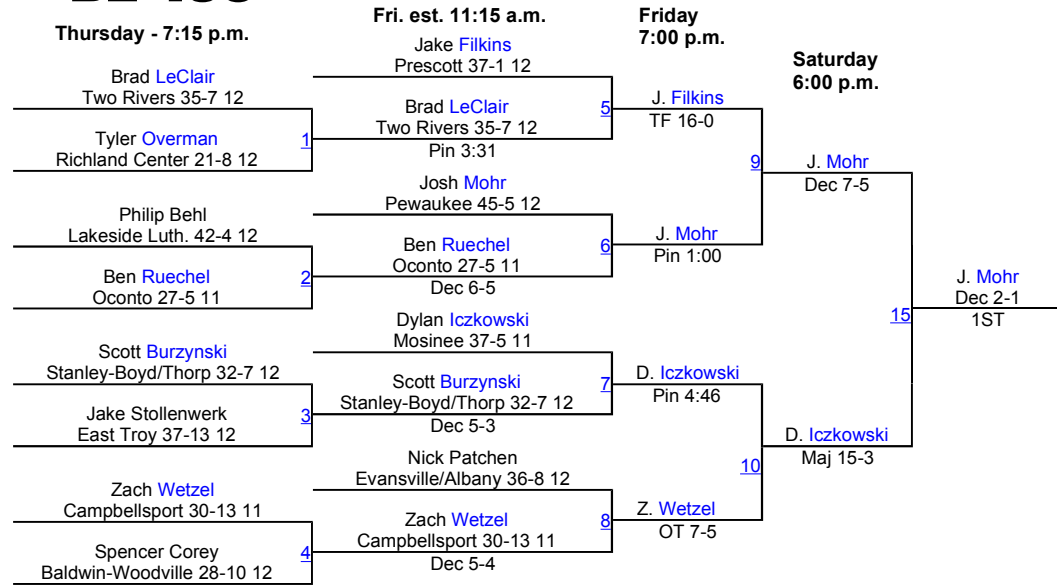 Thursday - 7:15 p.m.
Fri. est. 11:15 a.m.
Friday
7:00 p.m.
Saturday
6:00 p.m.
Brad LeClair
Two Rivers 35-7 12
Tyler Overman
Richland Center 21-8 12
1
Philip Behl
Lakeside Luth. 42-4 12
Ben Ruechel
Oconto 27-5 11
2
Scott Burzynski
Stanley-Boyd/Thorp 32-7 12
Jake Stollenwerk
East Troy 37-13 12
3
Zach Wetzel
Campbellsport 30-13 11
Spencer Corey
Baldwin-Woodville 28-10 12
4
Jake Filkins
Prescott 37-1 12
Brad LeClair
Two Rivers 35-7 12
Pin 3:31
5
Josh Mohr
Pewaukee 45-5 12
Ben Ruechel
Oconto 27-5 11
Dec 6-5
6
Dylan Iczkowski
Mosinee 37-5 11
Scott Burzynski
Stanley-Boyd/Thorp 32-7 12
Dec 5-3
7
Nick Patchen
Evansville/Albany 36-8 12
Zach Wetzel
Campbellsport 30-13 11
Dec 5-4
8
J. Filkins
TF 16-0
9
J. Mohr
Pin 1:00
D. Iczkowski
Pin 4:46
10
Z. Wetzel
OT 7-5
J. Mohr
Dec 7-5
15
D. Iczkowski
Maj 15-3
J. Mohr
Dec 2-1
1ST